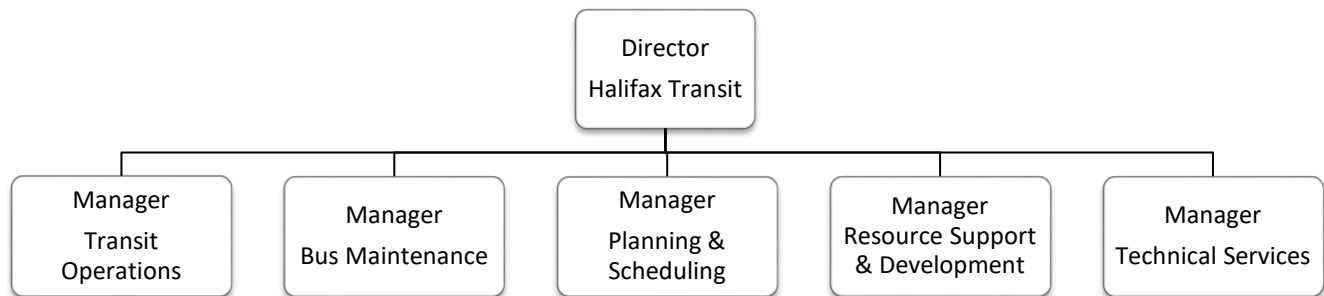 Director
Halifax Transit
Manager
Transit
Operations
Manager
Bus Maintenance
Manager
Planning &
Scheduling
Manager
Resource Support
& Development
Manager
Technical Services